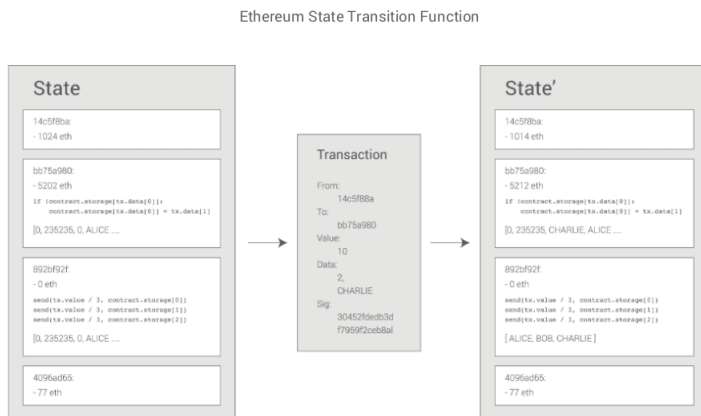 Ethereum State Transition Function
State
14c5f8ba:
- 1024 eth
bb75a980:
- 5202 eth
if !contract.storage[tx.data[0]]:
contract.storage[tx.data[0]] = tx.data[1]
[0, 235235, 0, ALICE ....
892bf92f:
- 0 eth
send(tx.value / 3, contract.storage[0])
send(tx.value / 3, contract.storage[1])
send(tx.value / 3, contract.storage[2])
[0, 235235, 0, ALICE ....
4096ad65:
- 77 eth
Transaction
From:
14c5f88a
To:
bb75a980
Value:
10
Data:
2,
CHARLIE
Sig:
30452fdedb3d
f7959f2ceb8a1
State'
14c5f8ba:
- 1014 eth
bb75a980:
- 5212 eth
if !contract.storage[tx.data[0]]:
contract.storage[tx.data[0]] = tx.data[1]
[0, 235235, CHARLIE, ALICE ....
892bf92f:
- 0 eth
send(tx.value / 3, contract.storage[0])
send(tx.value / 3, contract.storage[1])
send(tx.value / 3, contract.storage[2])
[ ALICE, BOB, CHARLIE ]
4096ad65:
- 77 eth